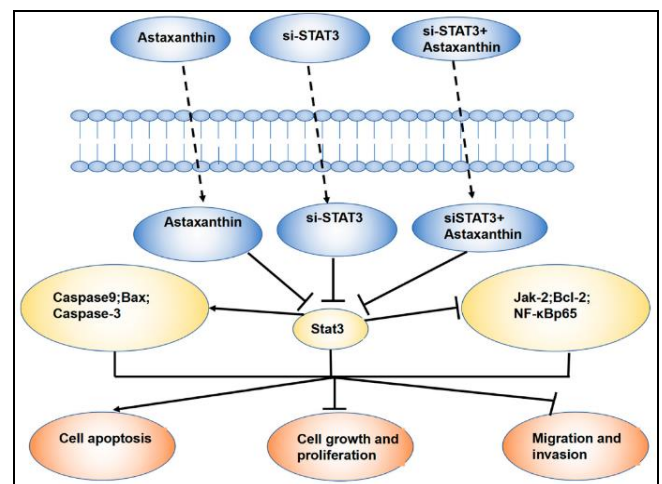 Astaxanthin
si-STAT3
si-STAT3+
Astaxanthin
Astaxanthin
si-STAT3
siSTAT3+
Astaxanthin
Caspase9;Bax;
Caspase-3
Stat3
Jak-2;Bcl-2;
NF-κBp65
Cell apoptosis
Cell growth and
proliferation
Migration and
invasion